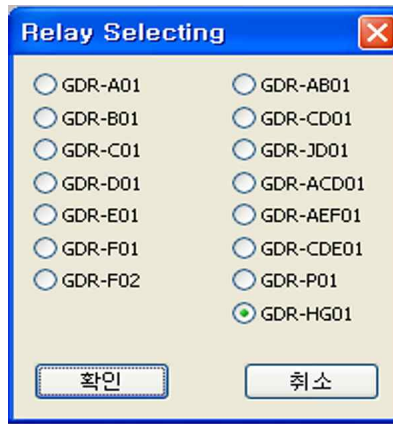 Relay Selecting
GDR-A01
GDR-B01
GDR-C01
GDR-D01
GDR-E01
GDR-F01
GDR-F02
GDR-AB01
GDR-CD01
GDR-JD01
GDR-ACD01
GDR-AEF01
GDR-CDE01
GDR-P01
GDR-HG01
확인
취소